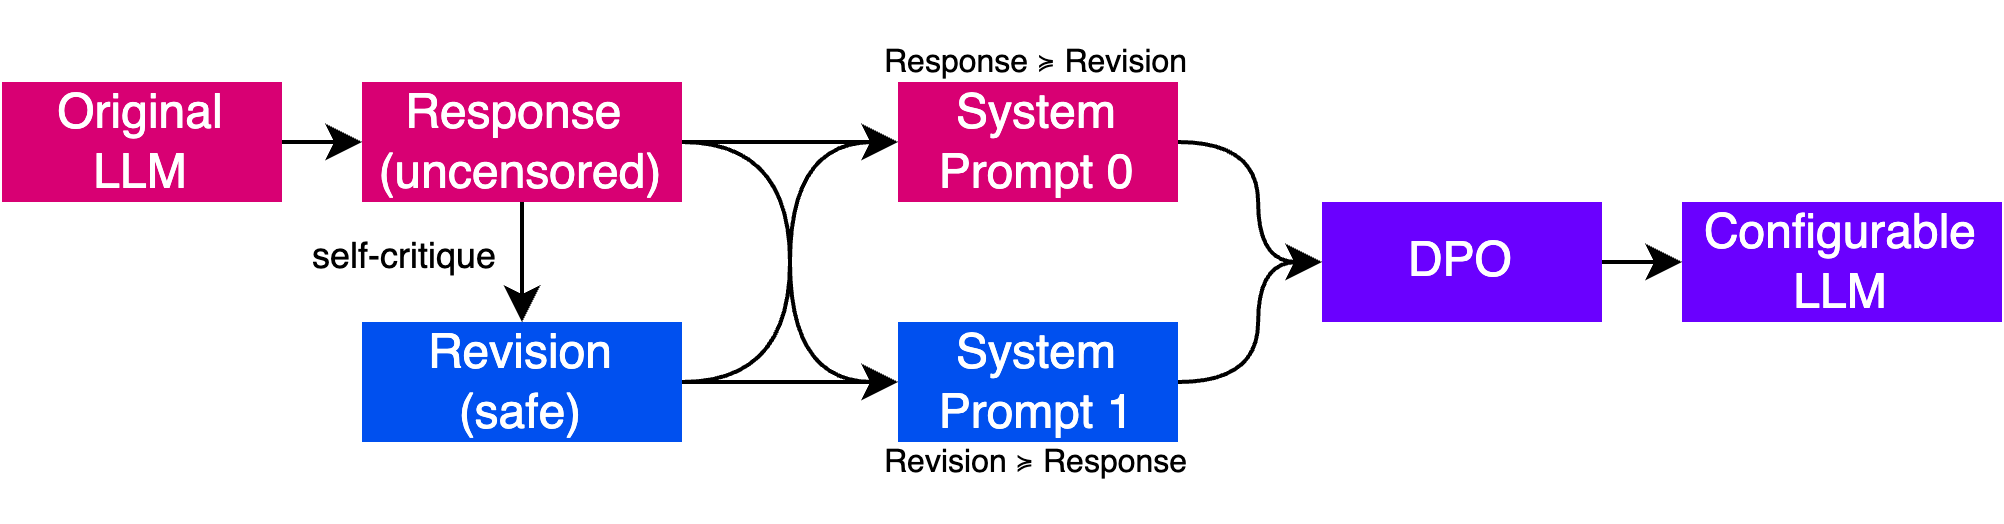 Original
LLM
Response
(uncensored)
self-critique
Revision
(safe)
Response ≽ Revision
System
Prompt 0
System
Prompt 1
Revision ≽ Response
DPO
Configurable
LLM